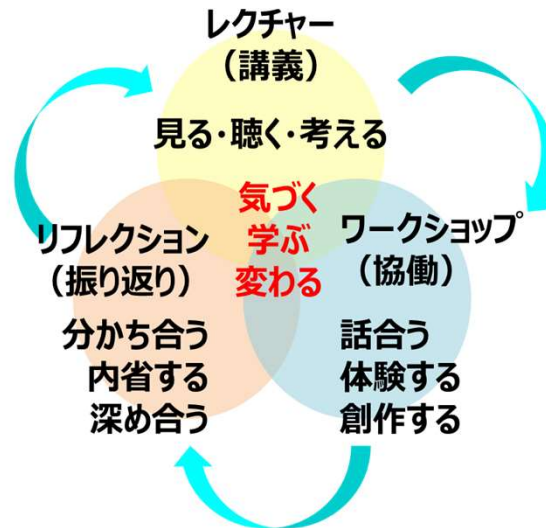 レクチャー
（講義）
見る・聴く・考える
気づく
学ぶ
変わる
リフレクション
（振り返り）
分かち合う
内省する
深め合う
ワークショップ
（協働）
話合う
体験する
創作する